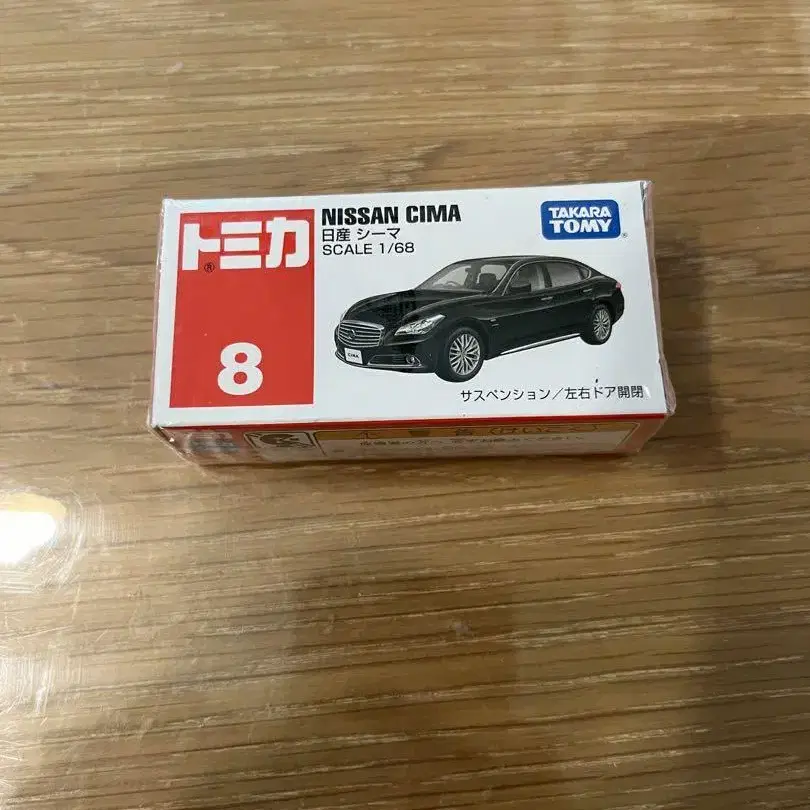 トミカ®
8
NISSAN CIMA
日産 シーマ
SCALE 1/68
TAKARA
TOMY®
CIMA
サスペンション／左右ドア開閉